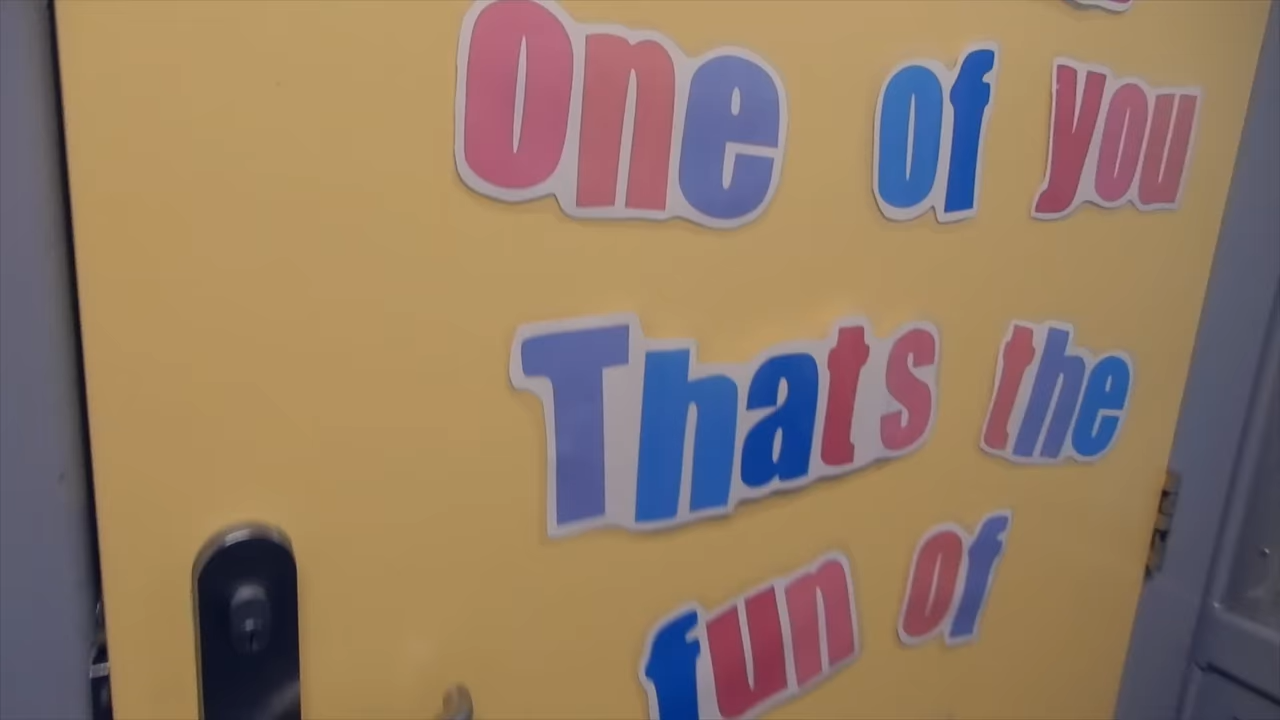 One of you
Thats the
fun of